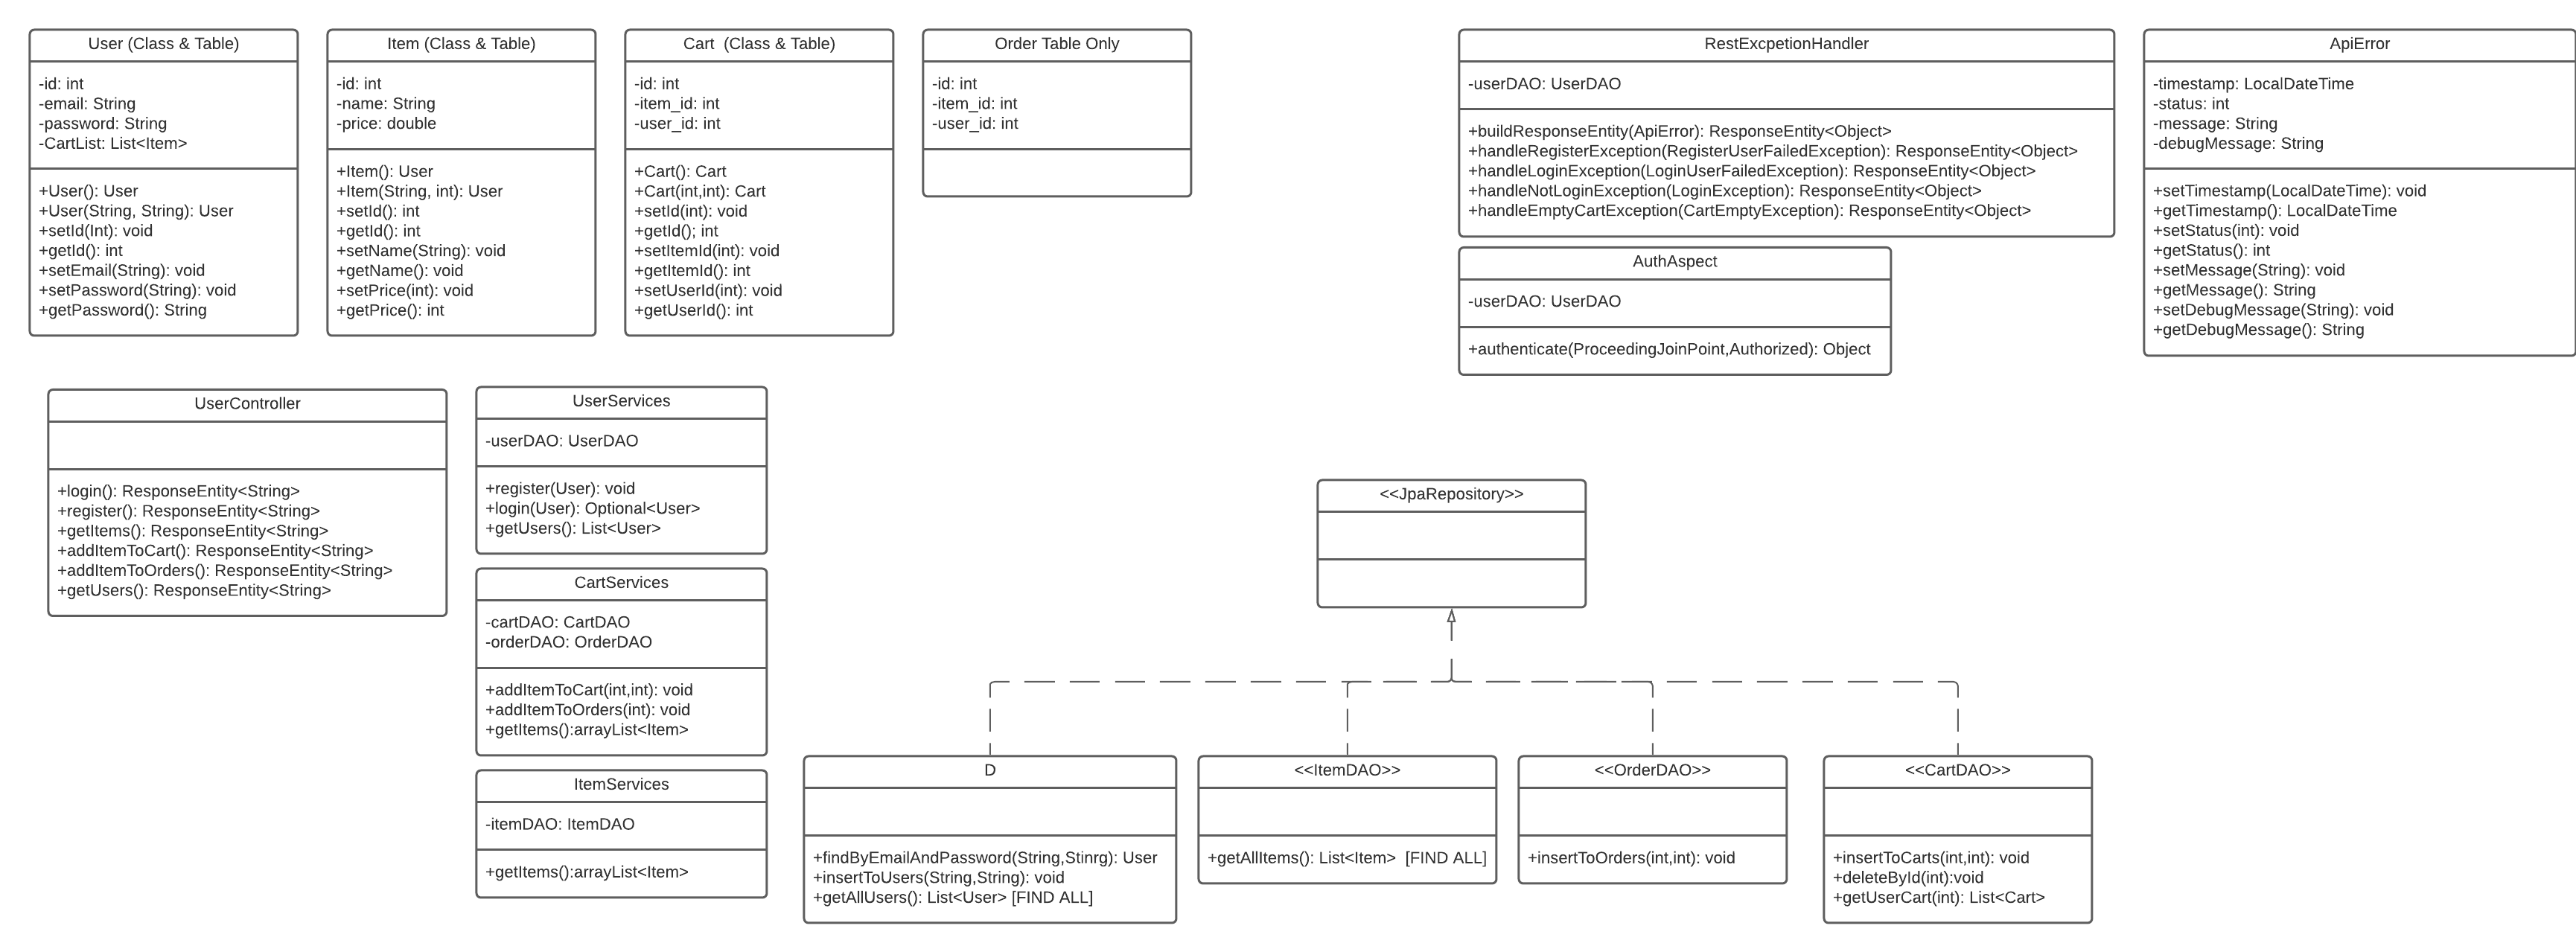 User (Class & Table)
-id: int
-email: String
-password: String
-CartList: List<Item>
+User(): User
+User(String, String): User
+setId(Int): void
+getId(): int
+setEmail(String): void
+setPassword(String): void
+getPassword(): String
Item (Class & Table)
-id: int
-name: String
-price: double
+Item(): User
+Item(String, int): User
+setId(): int
+getId(): int
+setName(String): void
+getName(): void
+setPrice(int): void
+getPrice(): int
Cart  (Class & Table)
-id: int
-item_id: int
-user_id: int
+Cart(): Cart
+Cart(int,int): Cart
+setId(int): void
+getId(); int
+setItemId(int): void
+getItemId(): int
+setUserId(int): void
+getUserId(): int
Order Table Only
-id: int
-item_id: int
-user_id: int
RestExcpetionHandler
-userDAO: UserDAO
+buildResponseEntity(ApiError): ResponseEntity<Object>
+handleRegisterException(RegisterUserFailedException): ResponseEntity<Object>
+handleLoginException(LoginUserFailedException): ResponseEntity<Object>
+handleNotLoginException(LoginException): ResponseEntity<Object>
+handleEmptyCartException(CartEmptyException): ResponseEntity<Object>
AuthAspect
-userDAO: UserDAO
+authenticate(ProceedingJoinPoint,Authorized): Object
ApiError
-timestamp: LocalDateTime
-status: int
-message: String
-debugMessage: String
+setTimestamp(LocalDateTime): void
+getTimestamp(): LocalDateTime
+setStatus(int): void
+getStatus(): int
+setMessage(String): void
+getMessage(): String
+setDebugMessage(String): void
+getDebugMessage(): String
UserController
+login(): ResponseEntity<String>
+register(): ResponseEntity<String>
+getItems(): ResponseEntity<String>
+addItemToCart(): ResponseEntity<String>
+addItemToOrders(): ResponseEntity<String>
+getUsers(): ResponseEntity<String>
UserServices
-userDAO: UserDAO
+register(User): void
+login(User): Optional<User>
+getUsers(): List<User>
CartServices
-cartDAO: CartDAO
-orderDAO: OrderDAO
+addItemToCart(int,int): void
+addItemToOrders(int): void
+getItems():arrayList<Item>
ItemServices
-itemDAO: ItemDAO
+getItems():arrayList<Item>
<<JpaRepository>>
D
+findByEmailAndPassword(String,Stinrg): User
+insertToUsers(String,String): void
+getAllUsers(): List<User> [FIND ALL]
<<ItemDAO>>
+getAllItems(): List<Item>  [FIND ALL]
<<OrderDAO>>
+insertToOrders(int,int): void
<<CartDAO>>
+insertToCarts(int,int): void
+deleteById(int):void
+getUserCart(int): List<Cart>